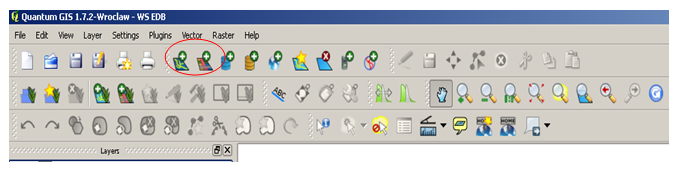 Quantum GIS 1.7.2-Wroclaw - WS EDB
File Edit View Layer Settings Plugins Vector Raster Help
ABC
Layers